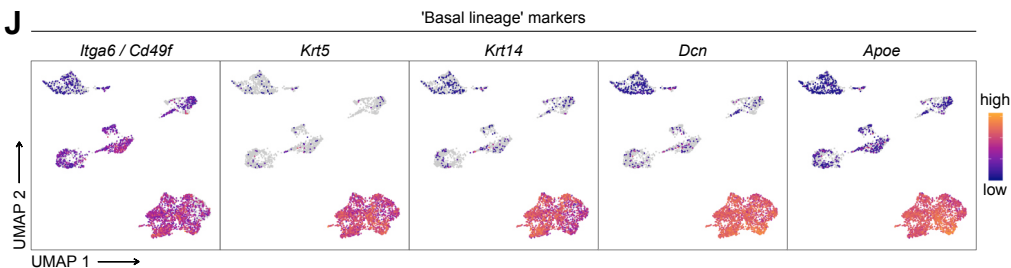 J
'Basal lineage' markers
Itga6 / Cd49f
Krt5
Krt14
Dcn
Apoe
high
low
UMAP 2
UMAP 1